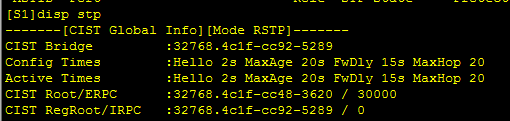 [S1]disp stp
-------[CIST Global Info][Mode RSTP]-------
CIST Bridge         :32768.4c1f-cc92-5289
Config Times        :Hello 2s MaxAge 20s FwDly 15s MaxHop 20
Active Times        :Hello 2s MaxAge 20s FwDly 15s MaxHop 20
CIST Root/ERPC      :32768.4c1f-cc48-3620 / 30000
CIST RegRoot/IRPC   :32768.4c1f-cc92-5289 / 0